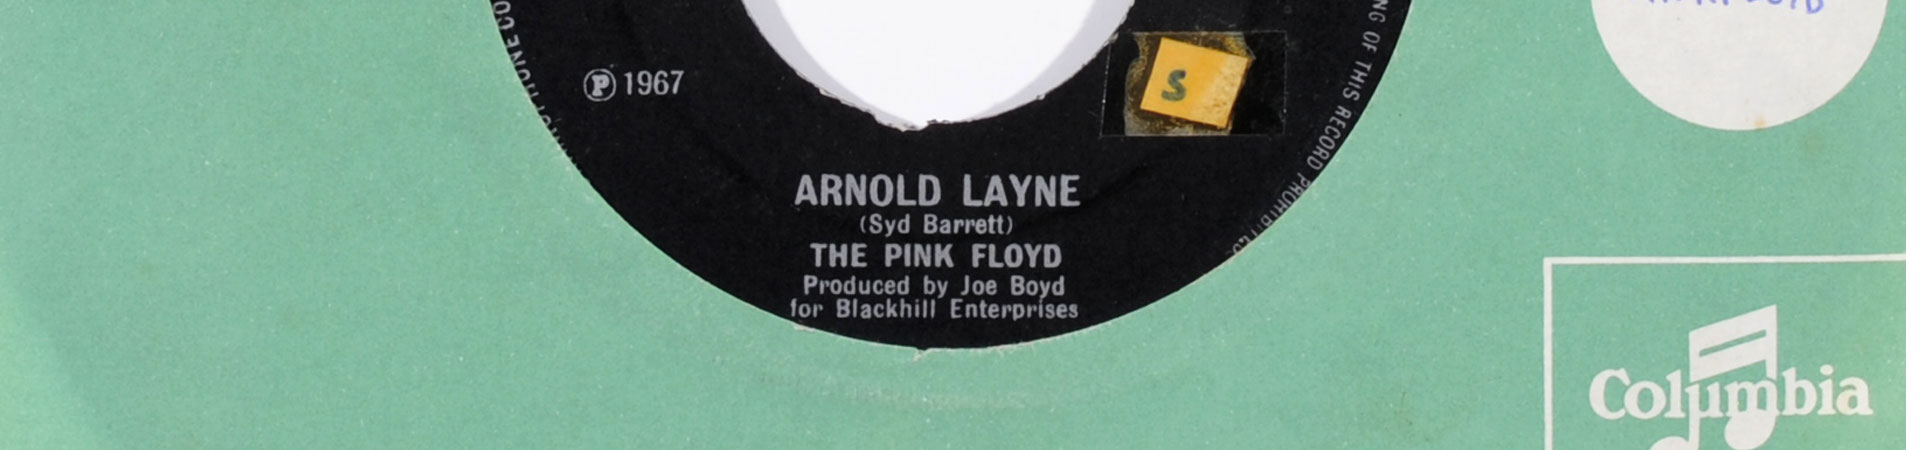 ℗ 1967
S
ARNOLD LAYNE
(Syd Barrett)
THE PINK FLOYD
Produced by Joe Boyd
for Blackhill Enterprises
OF THIS RECORD PROHIBITED
Columbia